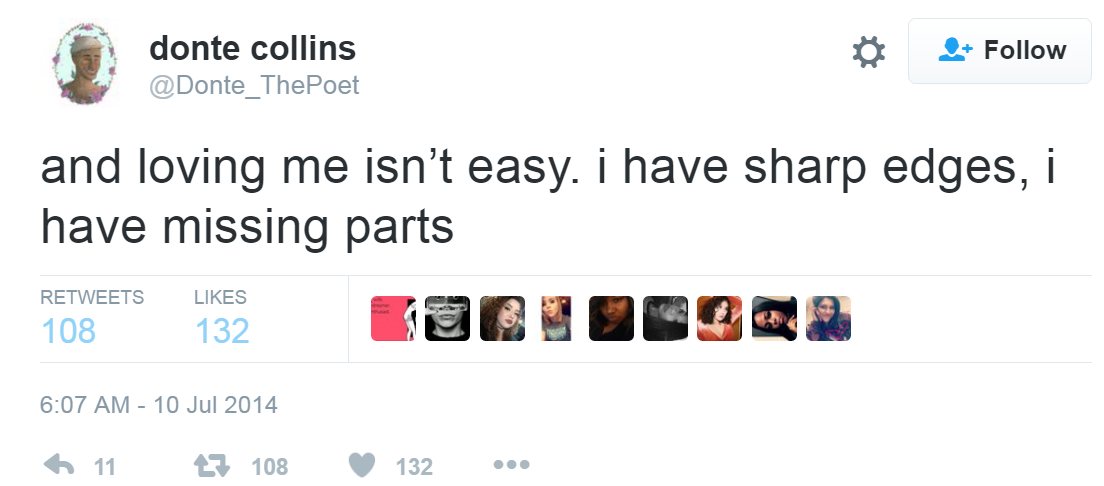 donte collins
@Donte_ThePoet
Follow
and loving me isn’t easy. i have sharp edges, i
have missing parts
RETWEETS LIKES
108 132
6:07 AM - 10 Jul 2014
11 108 132